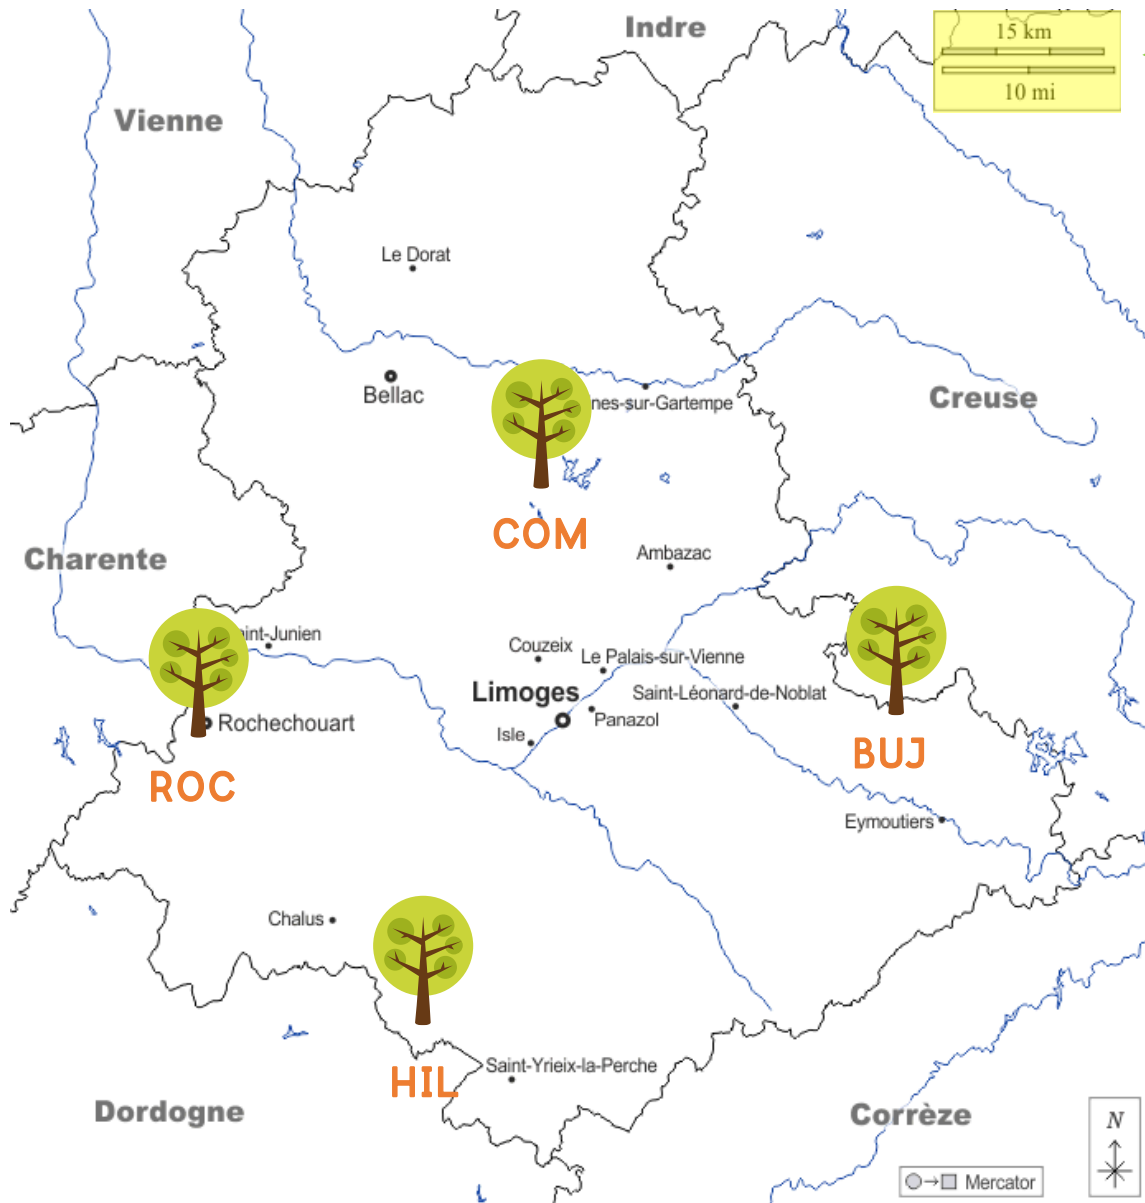 Indre
15 km
10 mi
Vienne
Le Dorat
Bellac
nes-sur-Gartempe
Creuse
COM
Charente
Ambazac
int-Junien
Couzeix
Le Palais-sur-Vienne
Limoges
Saint-Léonard-de-Noblat
Panazol
Isle
Rochechouart
ROC
BUJ
Eymoutiers
Chalus
HIL
Saint-Yrieix-la-Perche
Dordogne
Corrèze
N
Mercator